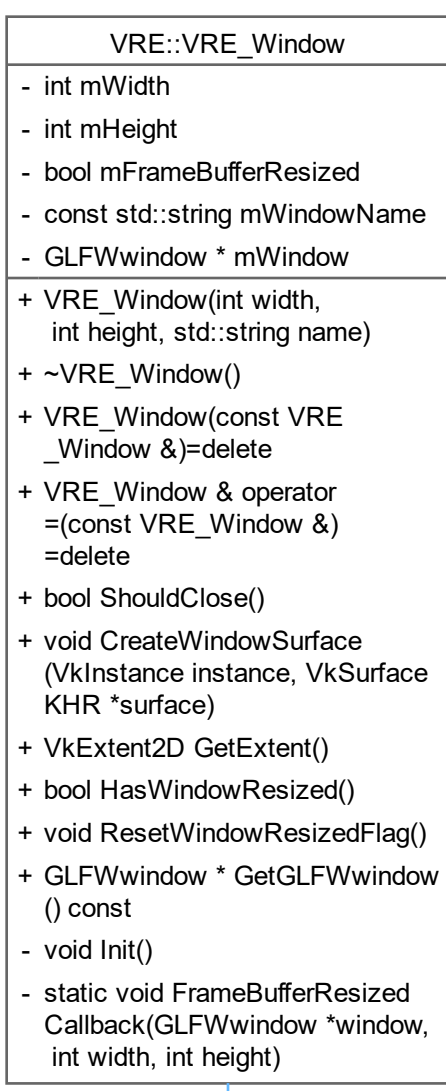 VRE::VRE_Window
- int mWidth
- int mHeight
- bool mFrameBufferResized
- const std::string mWindowName
- GLFWwindow * mWindow
+ VRE_Window(int width,
int height, std::string name)
+ ~VRE_Window()
+ VRE_Window(const VRE
_Window &)=delete
+ VRE_Window & operator
=(const VRE_Window &)
=delete
+ bool ShouldClose()
+ void CreateWindowSurface
(VkInstance instance, VkSurface
KHR *surface)
+ VkExtent2D GetExtent()
+ bool HasWindowResized()
+ void ResetWindowResizedFlag()
+ GLFWwindow * GetGLFWwindow
() const
- void Init()
- static void FrameBufferResized
Callback(GLFWwindow *window,
int width, int height)